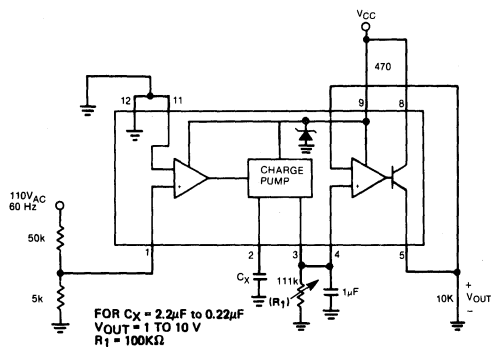 VCC
470
12
11
9
8
110VAC
60 Hz
CHARGE
PUMP
+
+
50k
1
2
3
4
5
CX
111k
(R1)
1µF
5k
10K
+
VOUT
−
FOR CX = 2.2µF to 0.22µF
VOUT = 1 TO 10 V
R1 = 100KΩ